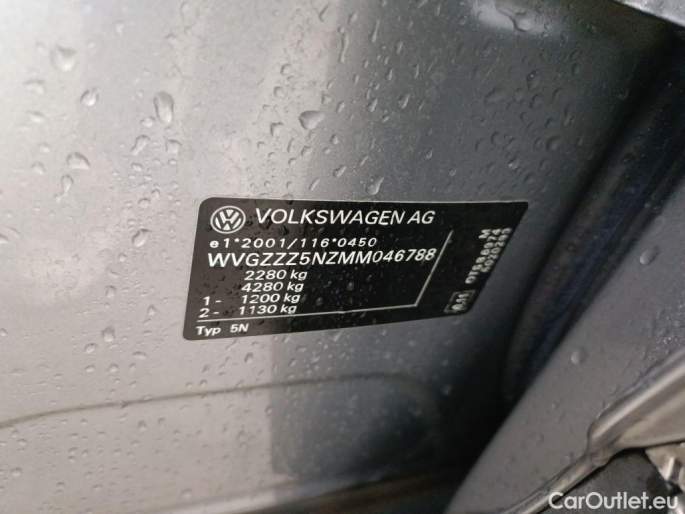 VOLKSWAGEN AG
e1*2001/116*0450
WVGZZZ5NZMM046788
2280 kg
4280 kg
1- 1200 kg
2- 1130 kg
Typ 5N
CarOutlet.eu